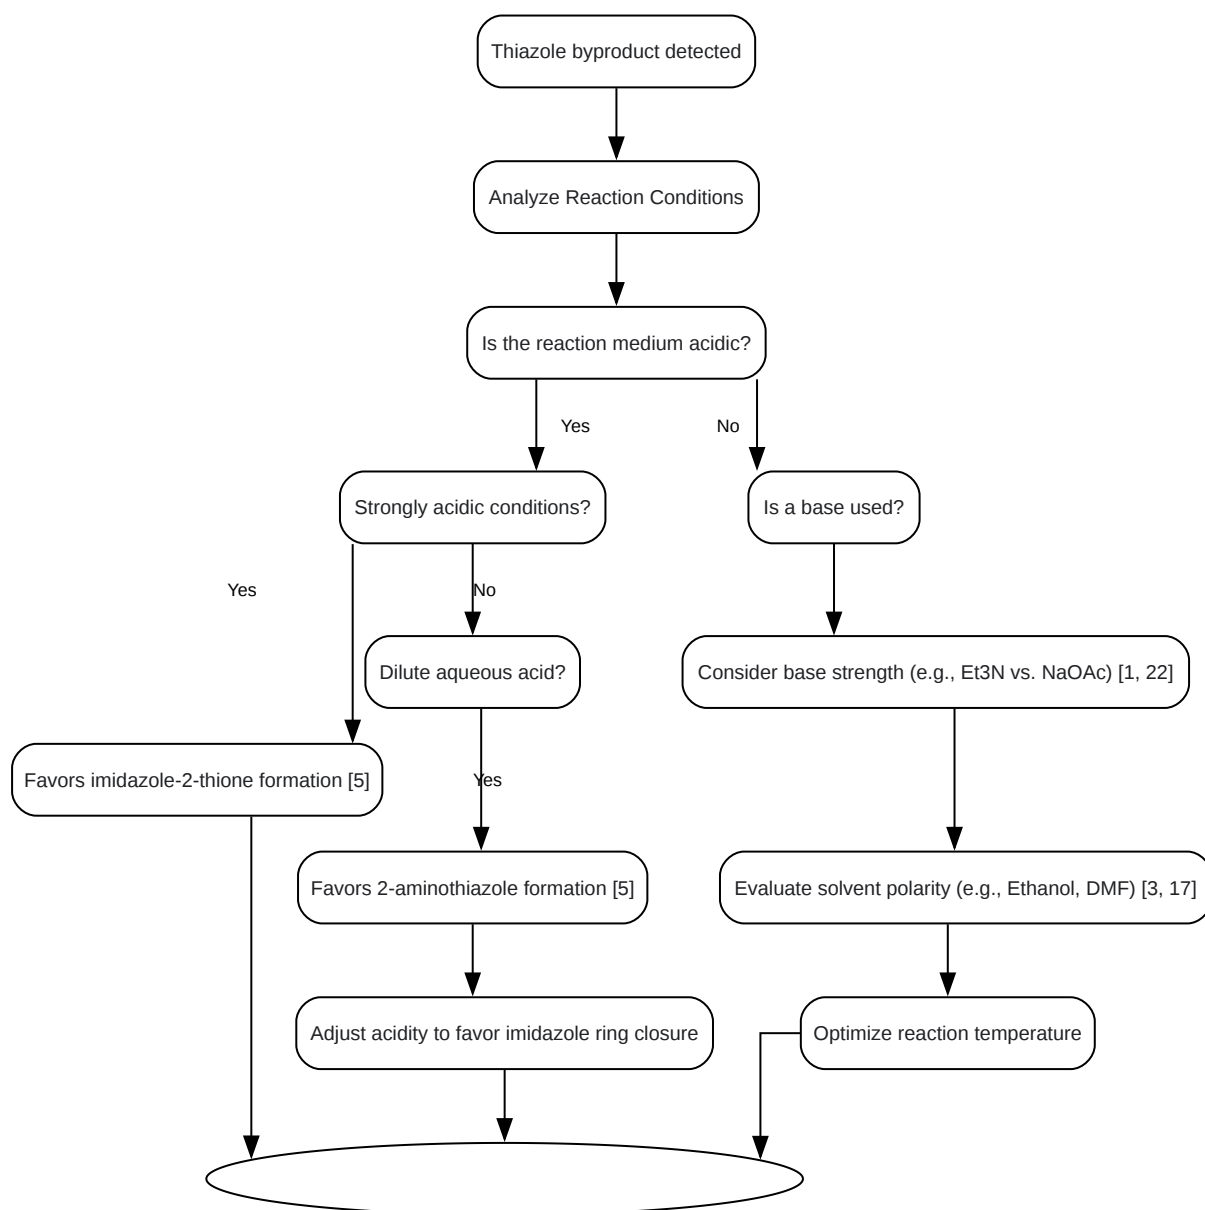 Thiazole byproduct detected
Analyze Reaction Conditions
Is the reaction medium acidic?
Yes
No
Strongly acidic conditions?
Is a base used?
Yes
No
Dilute aqueous acid?
Consider base strength (e.g., Et3N vs. NaOAc) [1, 22]
Favors imidazole-2-thione formation [5]
Yes
Favors 2-aminothiazole formation [5]
Evaluate solvent polarity (e.g., Ethanol, DMF) [3, 17]
Adjust acidity to favor imidazole ring closure
Optimize reaction temperature